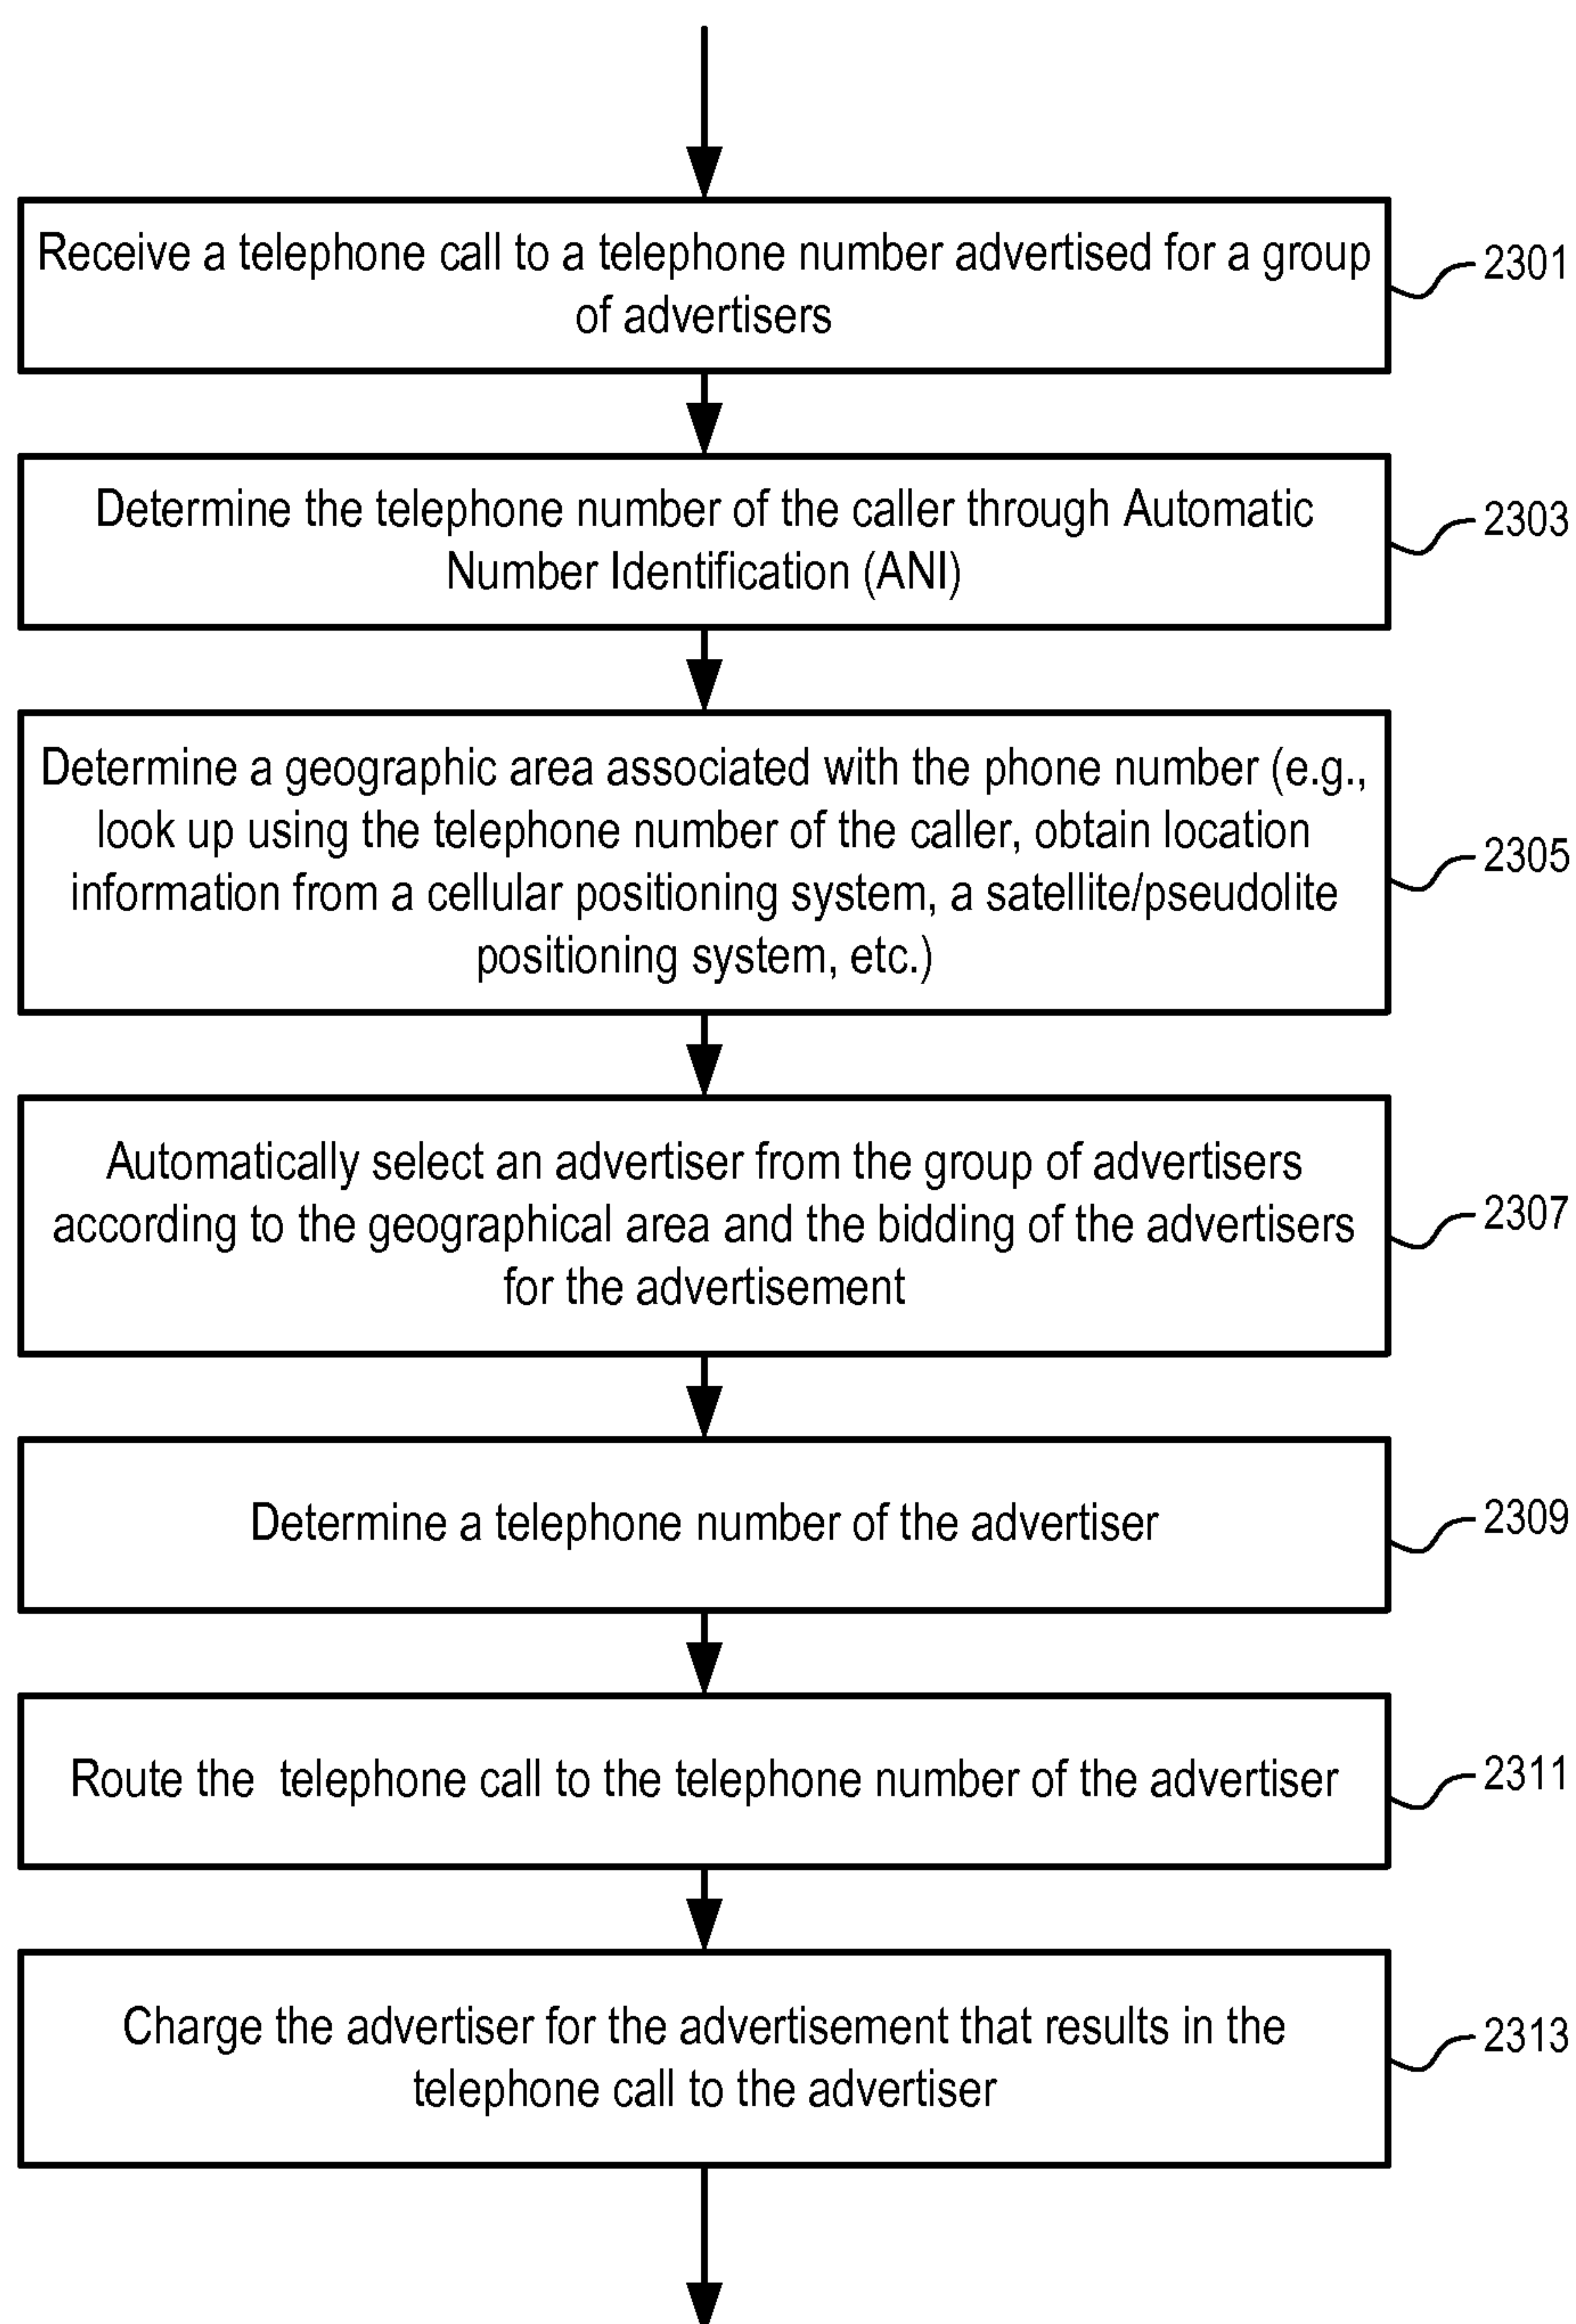 Receive a telephone call to a telephone number advertised for a group
of advertisers
2301
Determine the telephone number of the caller through Automatic
Number Identification (ANI)
2303
Determine a geographic area associated with the phone number (e.g.,
look up using the telephone number of the caller, obtain location
information from a cellular positioning system, a satellite/pseudolite
positioning system, etc.)
2305
Automatically select an advertiser from the group of advertisers
according to the geographical area and the bidding of the advertisers
for the advertisement
2307
Determine a telephone number of the advertiser
2309
Route the  telephone call to the telephone number of the advertiser
2311
Charge the advertiser for the advertisement that results in the
telephone call to the advertiser
2313